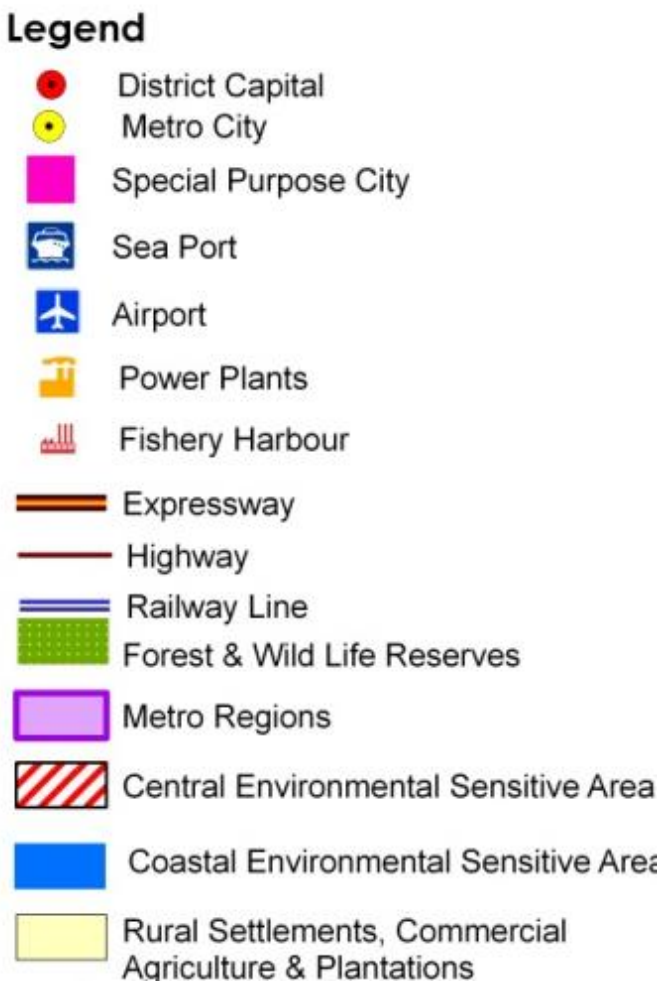 Legend
District Capital
Metro City
Special Purpose City
Sea Port
Airport
Power Plants
Fishery Harbour
Expressway
Highway
Railway Line
Forest & Wild Life Reserves
Metro Regions
Central Environmental Sensitive Area
Coastal Environmental Sensitive Area
Rural Settlements, Commercial
Agriculture & Plantations